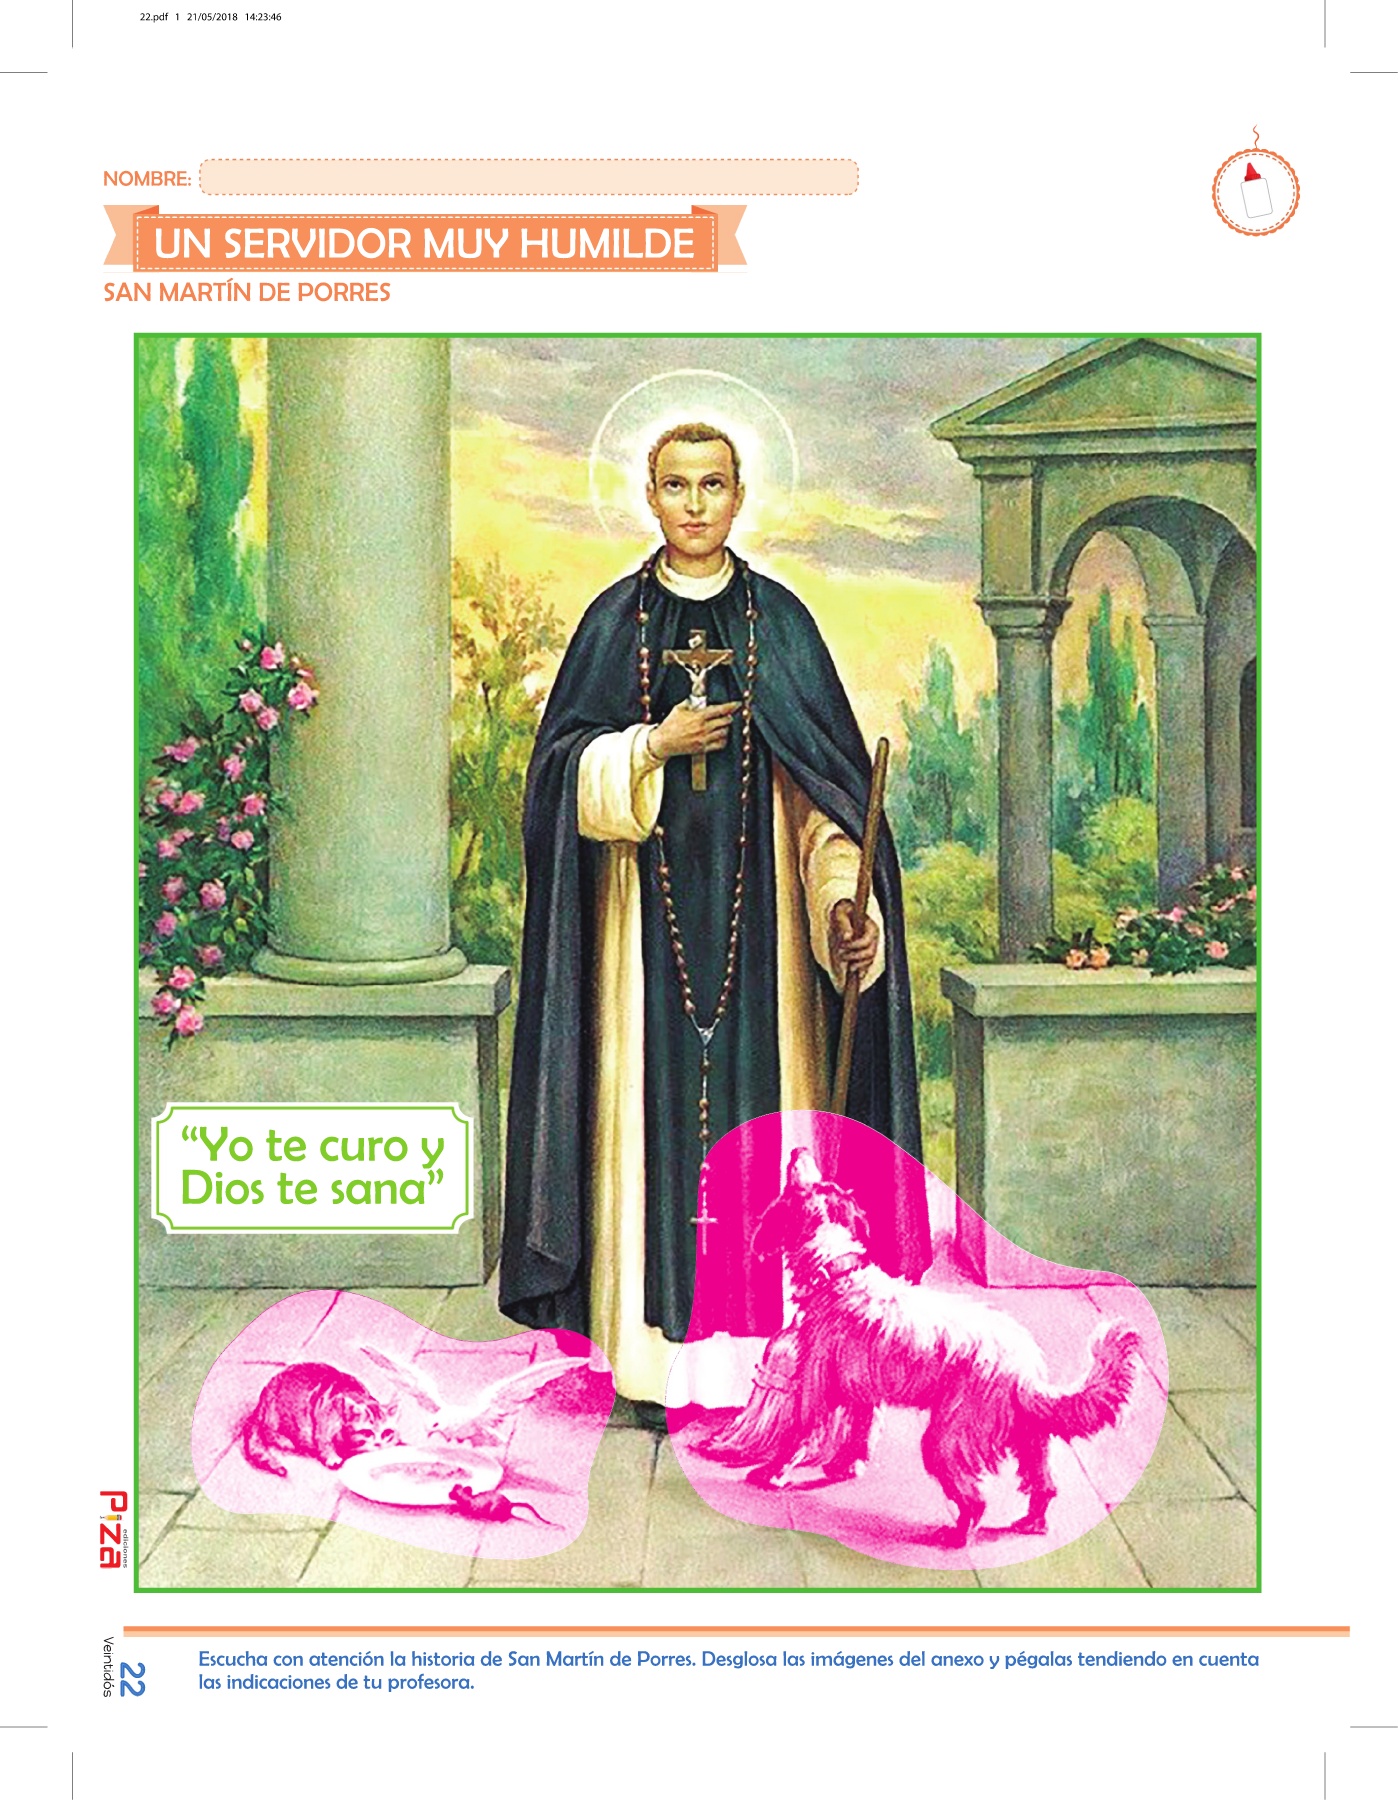 22.pdf 1 21/05/2018 14:23:46
NOMBRE:
UN SERVIDOR MUY HUMILDE
SAN MARTÍN DE PORRES
“Yo te curo y
Dios te sana”
Piza
ediciones
22
Veintidós
Escucha con atención la historia de San Martín de Porres. Desglosa las imágenes del anexo y pégalas tendiendo en cuenta
las indicaciones de tu profesora.